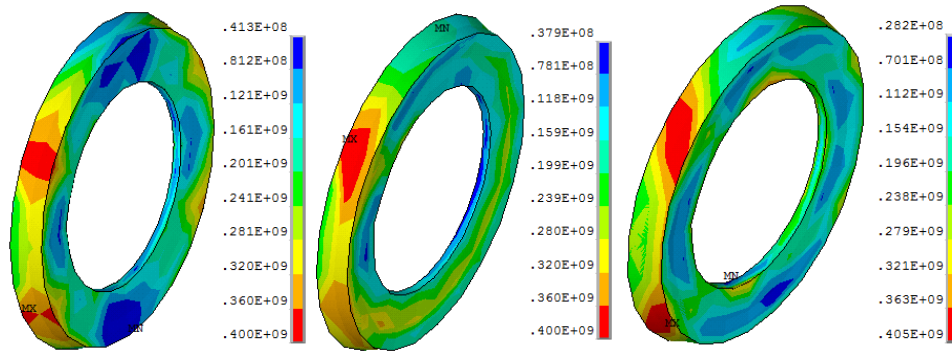 .413E+08
.812E+08
.121E+09
.161E+09
.201E+09
.241E+09
.281E+09
.320E+09
.360E+09
.400E+09
MX
MN
.379E+08
.781E+08
.118E+09
.159E+09
.199E+09
.239E+09
.280E+09
.320E+09
.360E+09
.400E+09
MN
MX
.282E+08
.701E+08
.112E+09
.154E+09
.196E+09
.238E+09
.279E+09
.321E+09
.363E+09
.405E+09
MN
MX